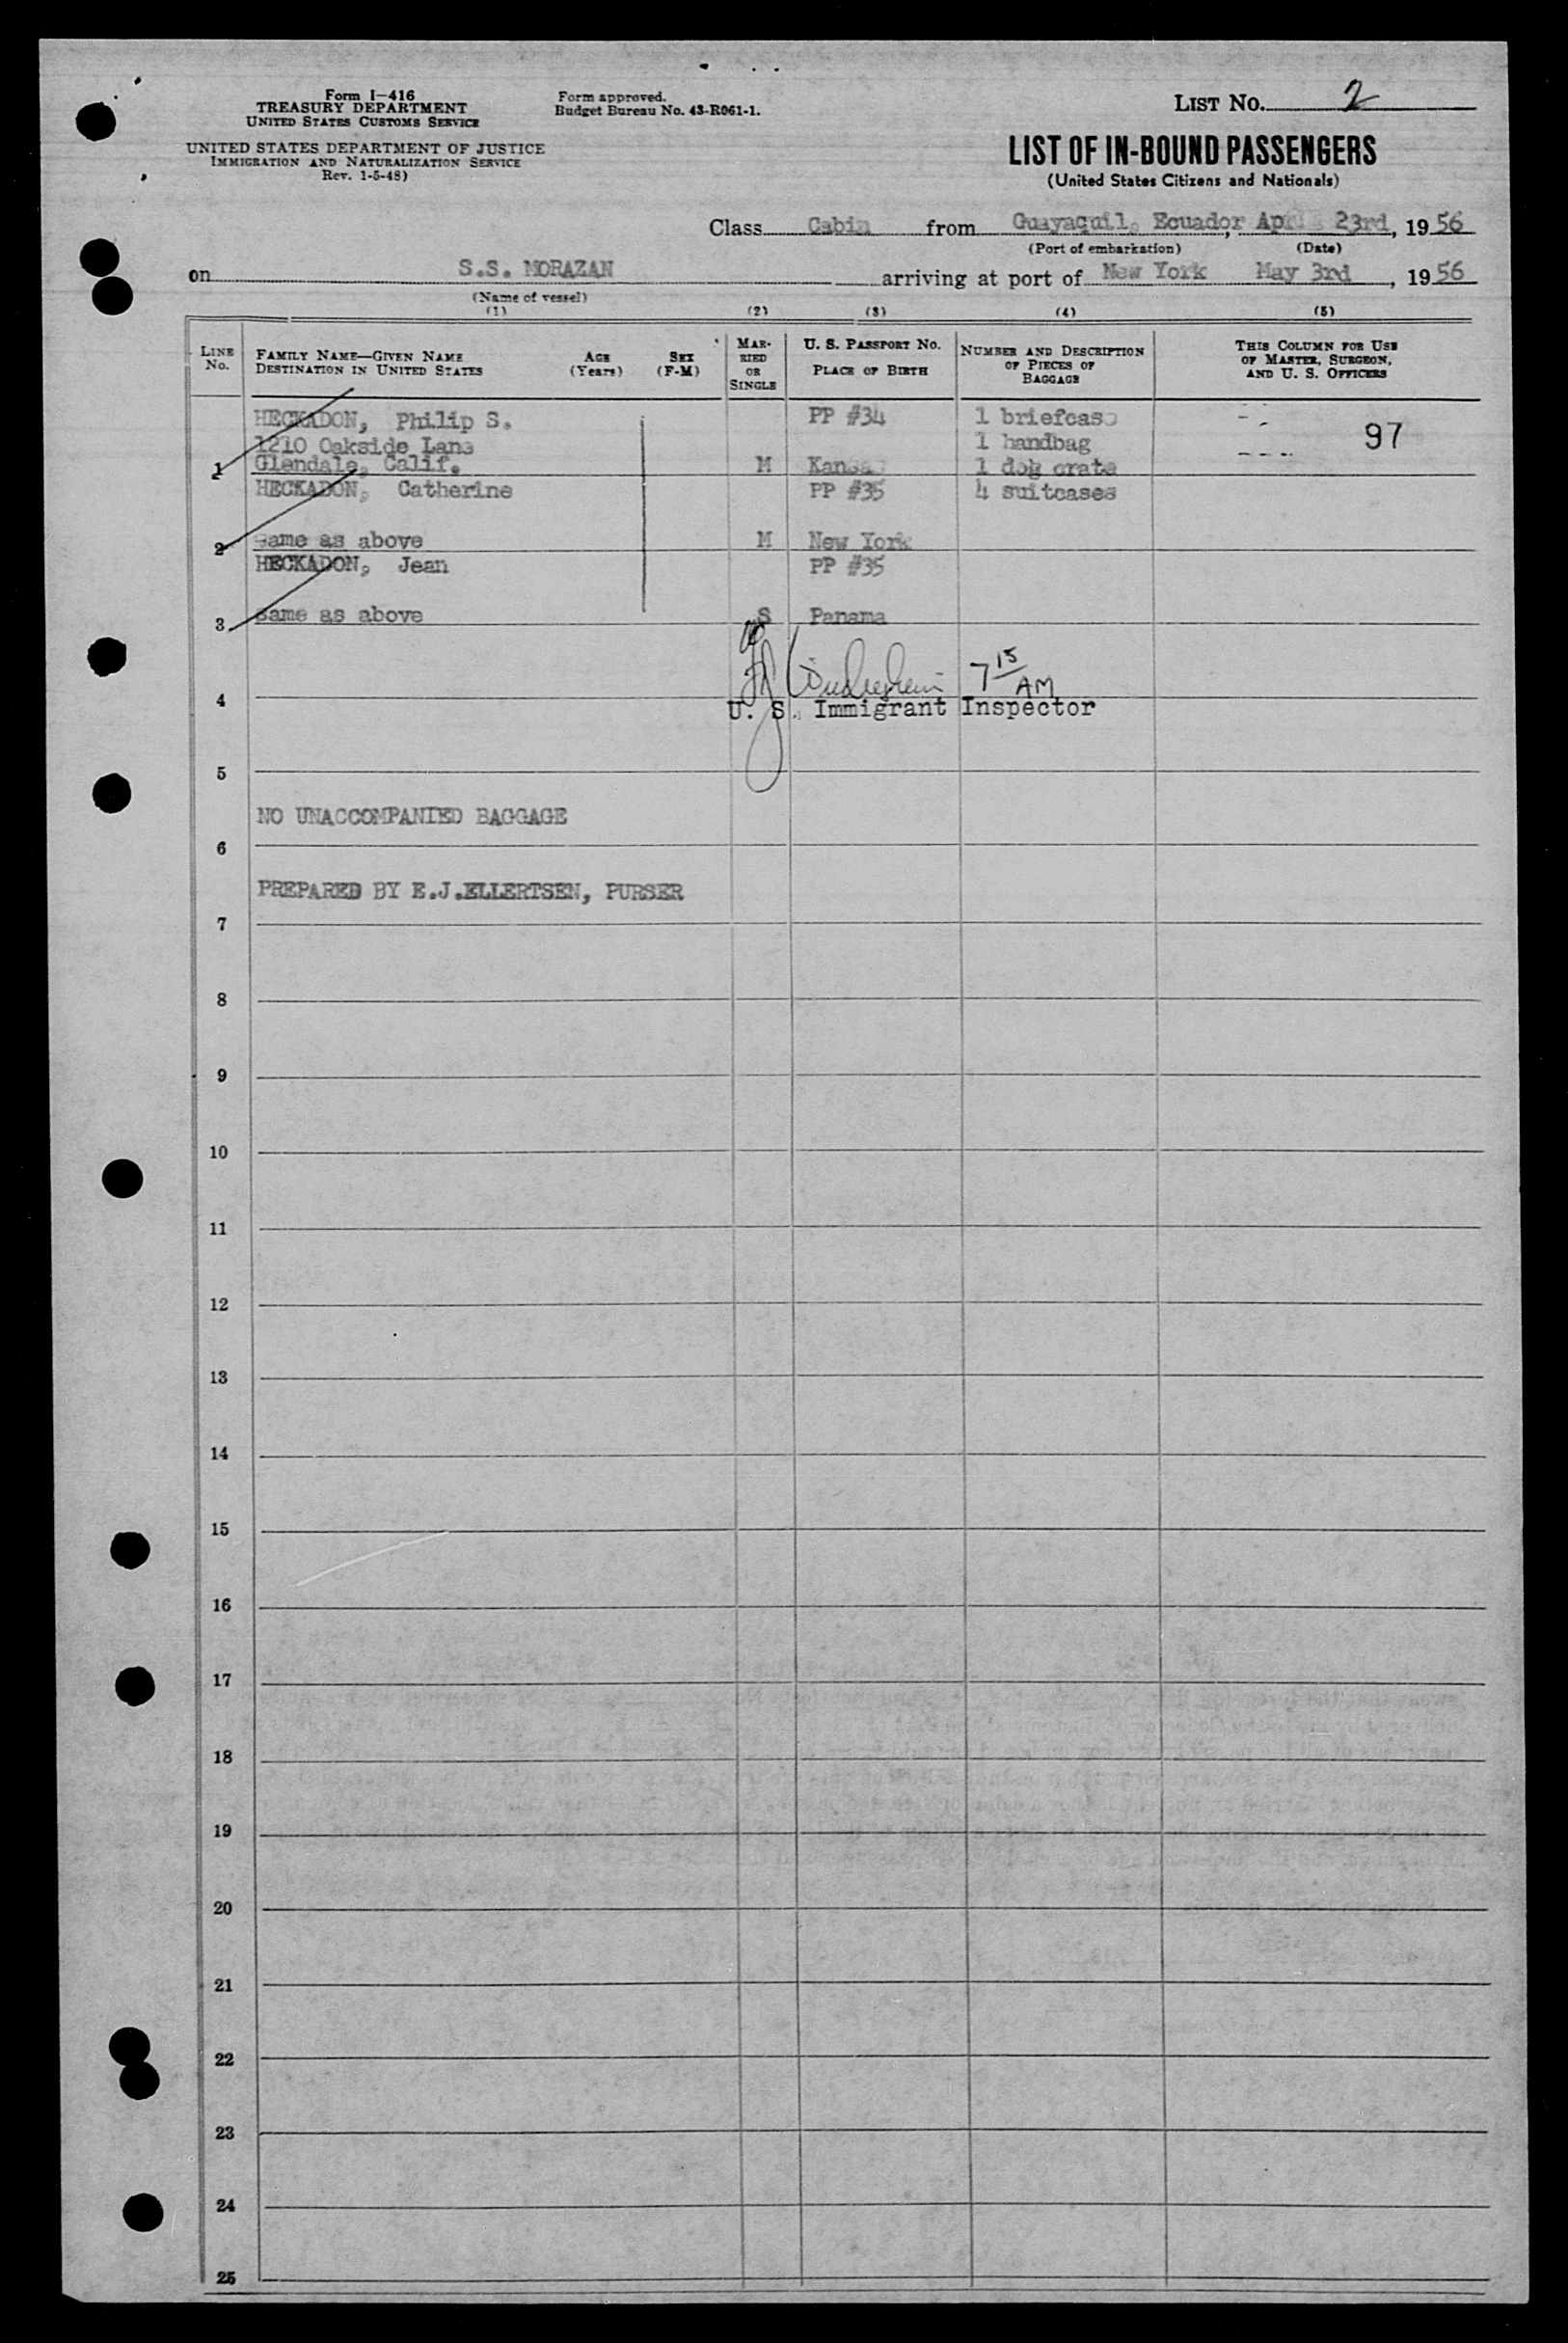 Form I-416
TREASURY DEPARTMENT
UNITED STATES CUSTOMS SERVICE
UNITED STATES DEPARTMENT OF JUSTICE
IMMIGRATION AND NATURALIZATION SERVICE
Rev. 1-5-48)
Form approved.
Budget Bureau No. 43-R061-1.
LIST NO. 2
LIST OF IN-BOUND PASSENGERS
(United States Citizens and Nationals)
Class Cabin from Guayaquil, Ecuador, April 23rd, 1956
(Port of embarkation) (Date)
on S.S. MORAZAN arriving at port of New York May 3rd, 1956
(Name of vessel)
(1) (2) (3) (4) (5)
LINE No.
FAMILY NAME—GIVEN NAME
DESTINATION IN UNITED STATES
AGE (Years)
SEX (F-M)
MARRIED OR SINGLE
U. S. PASSPORT NO.
PLACE OF BIRTH
NUMBER AND DESCRIPTION OF PIECES OF BAGGAGE
THIS COLUMN FOR USE OF MASTER, SURGEON, AND U. S. OFFICERS
HECKADON, Philip S. PP #34 1 briefcase
1210 Oakside Lane 1 handbag 97
1 Glendale, Calif. M Kansas 1 dog crate
HECKADON, Catherine PP #35 4 suitcases
2 Same as above M New York
HECKADON, Jean PP #35
3 Same as above S Panama
7 15 AM
4
U. S. Immigrant Inspector
5
NO UNACCOMPANIED BAGGAGE
6
PREPARED BY E.J.ELLERTSEN, PURSER
7
8
9
10
11
12
13
14
15
16
17
18
19
20
21
22
23
24
25